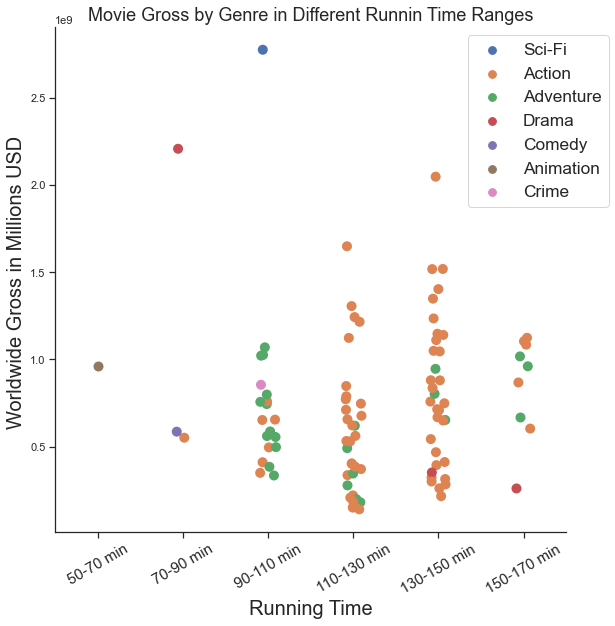 Movie Gross by Genre in Different Runnin Time Ranges
1e9
Sci-Fi
Action
Adventure
Drama
Comedy
Animation
Crime
2.5
2.0
1.5
1.0
0.5
Worldwide Gross in Millions USD
50-70 min
70-90 min
90-110 min
110-130 min
130-150 min
150-170 min
Running Time